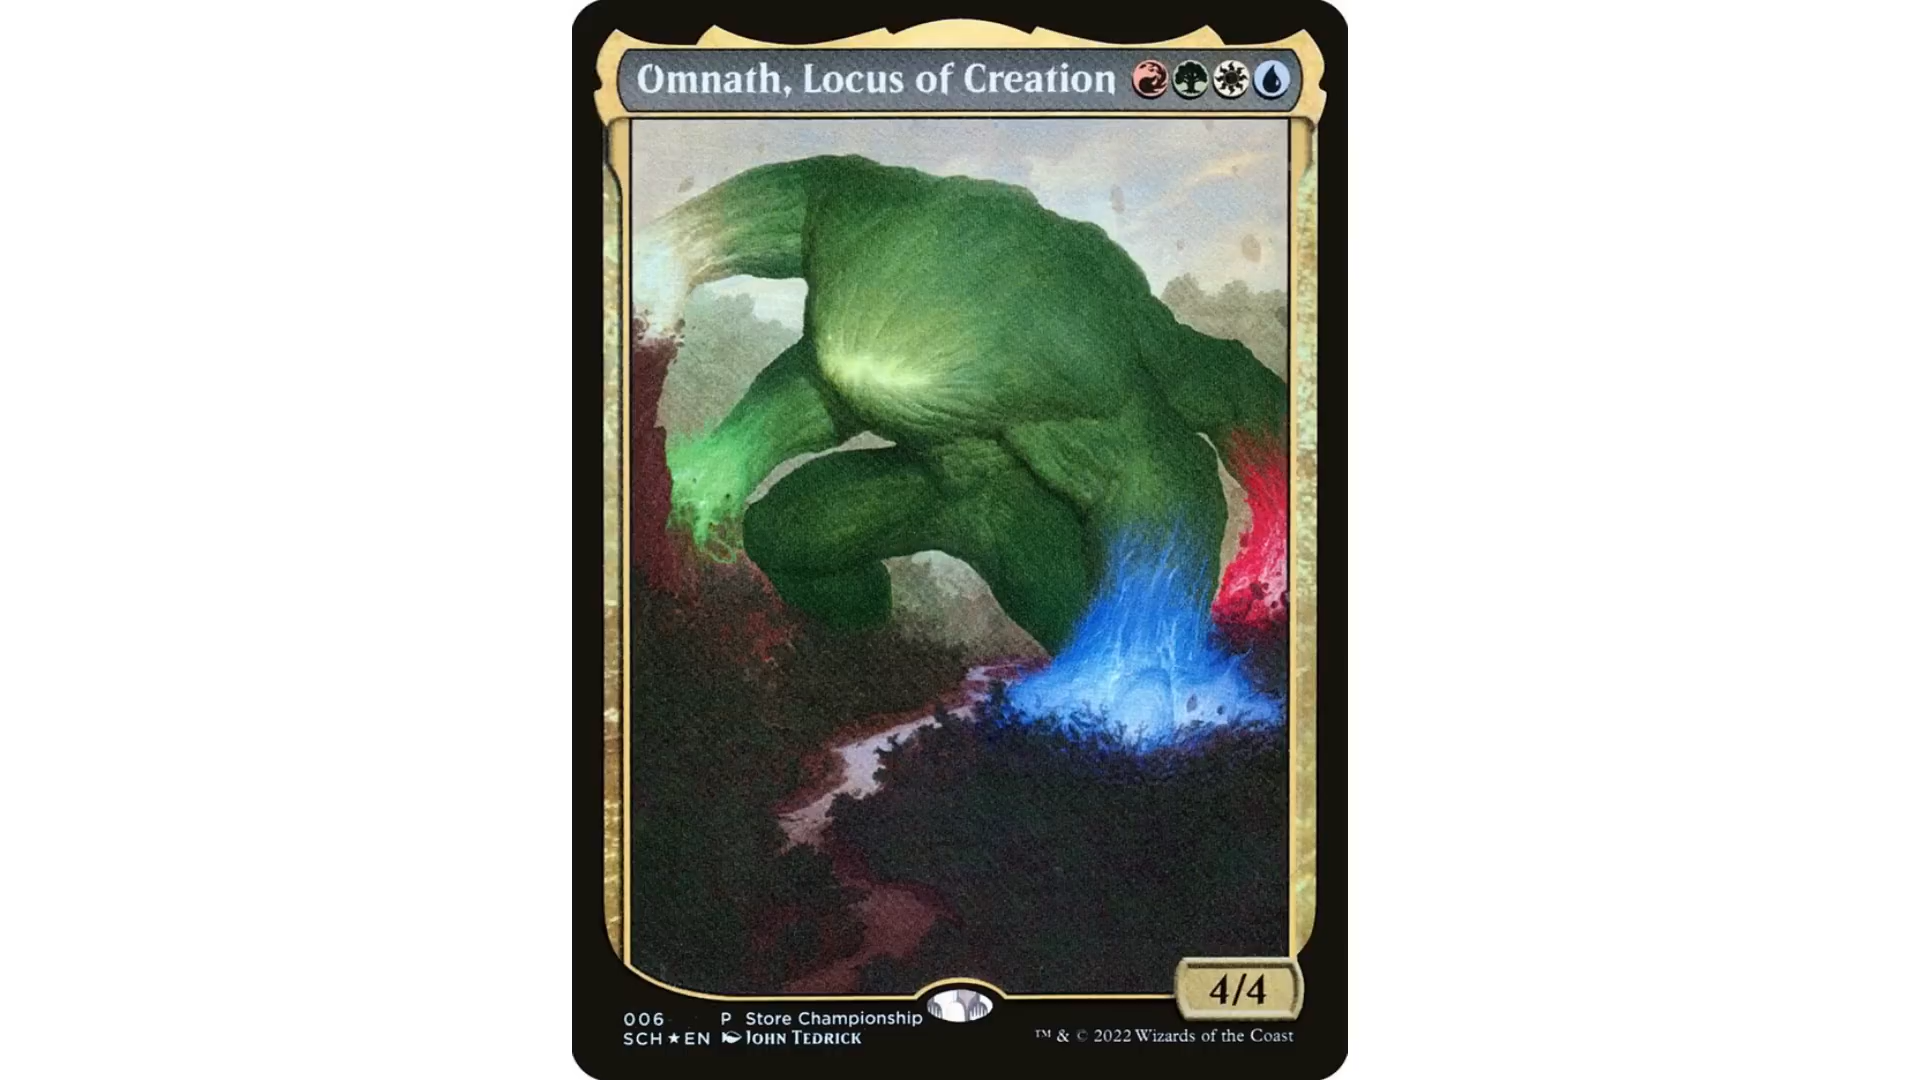 Omnath, Locus of Creation
4/4
006 P Store Championship
SCH★EN JOHN TEDRICK
™ & © 2022 Wizards of the Coast